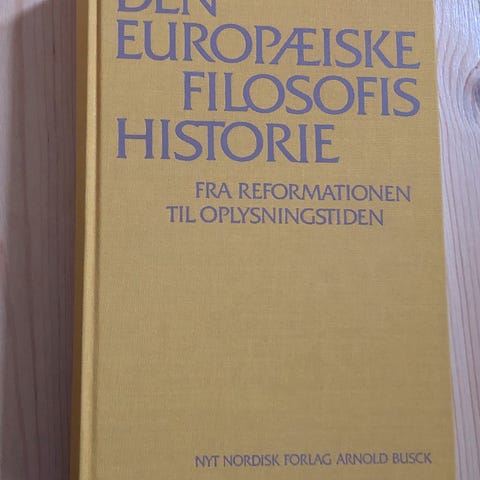 DEN
EUROPÆISKE
FILOSOFIS
HISTORIE
FRA REFORMATIONEN
TIL OPLYSNINGSTIDEN
NYT NORDISK FORLAG ARNOLD BUSCK